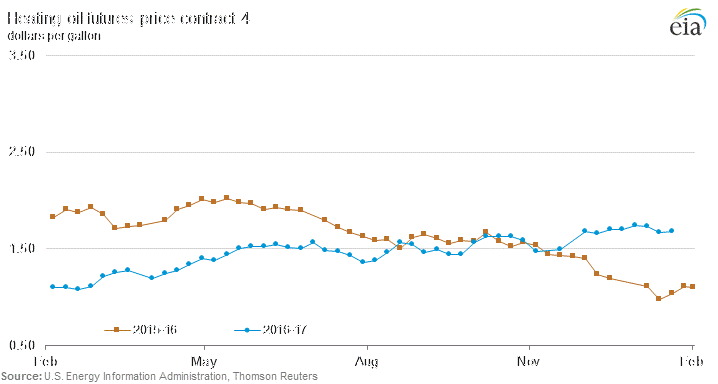 Heating oil futures price contract 4
dollars per gallon
eia
3.50
2.50
1.50
0.50
2015-16
2016-17
Feb
May
Aug
Nov
Feb
Source: U.S. Energy Information Administration, Thomson Reuters